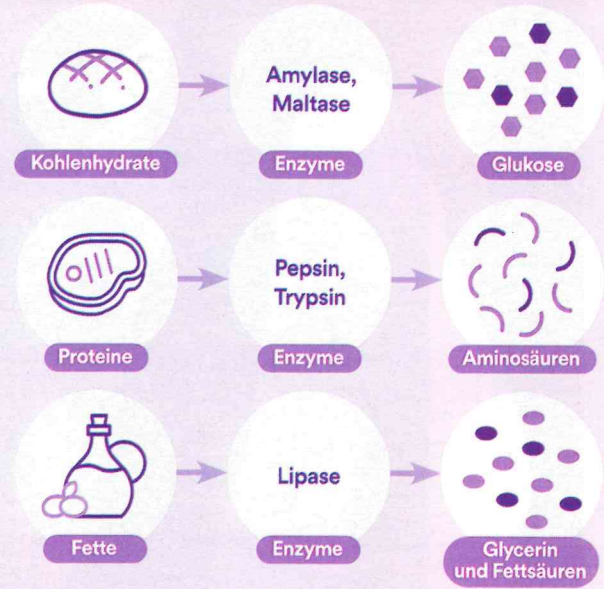 Amylase,
Maltase
Kohlenhydrate
Enzyme
Glukose
Pepsin,
Trypsin
Proteine
Enzyme
Aminosäuren
Lipase
Fette
Enzyme
Glycerin
und Fettsäuren